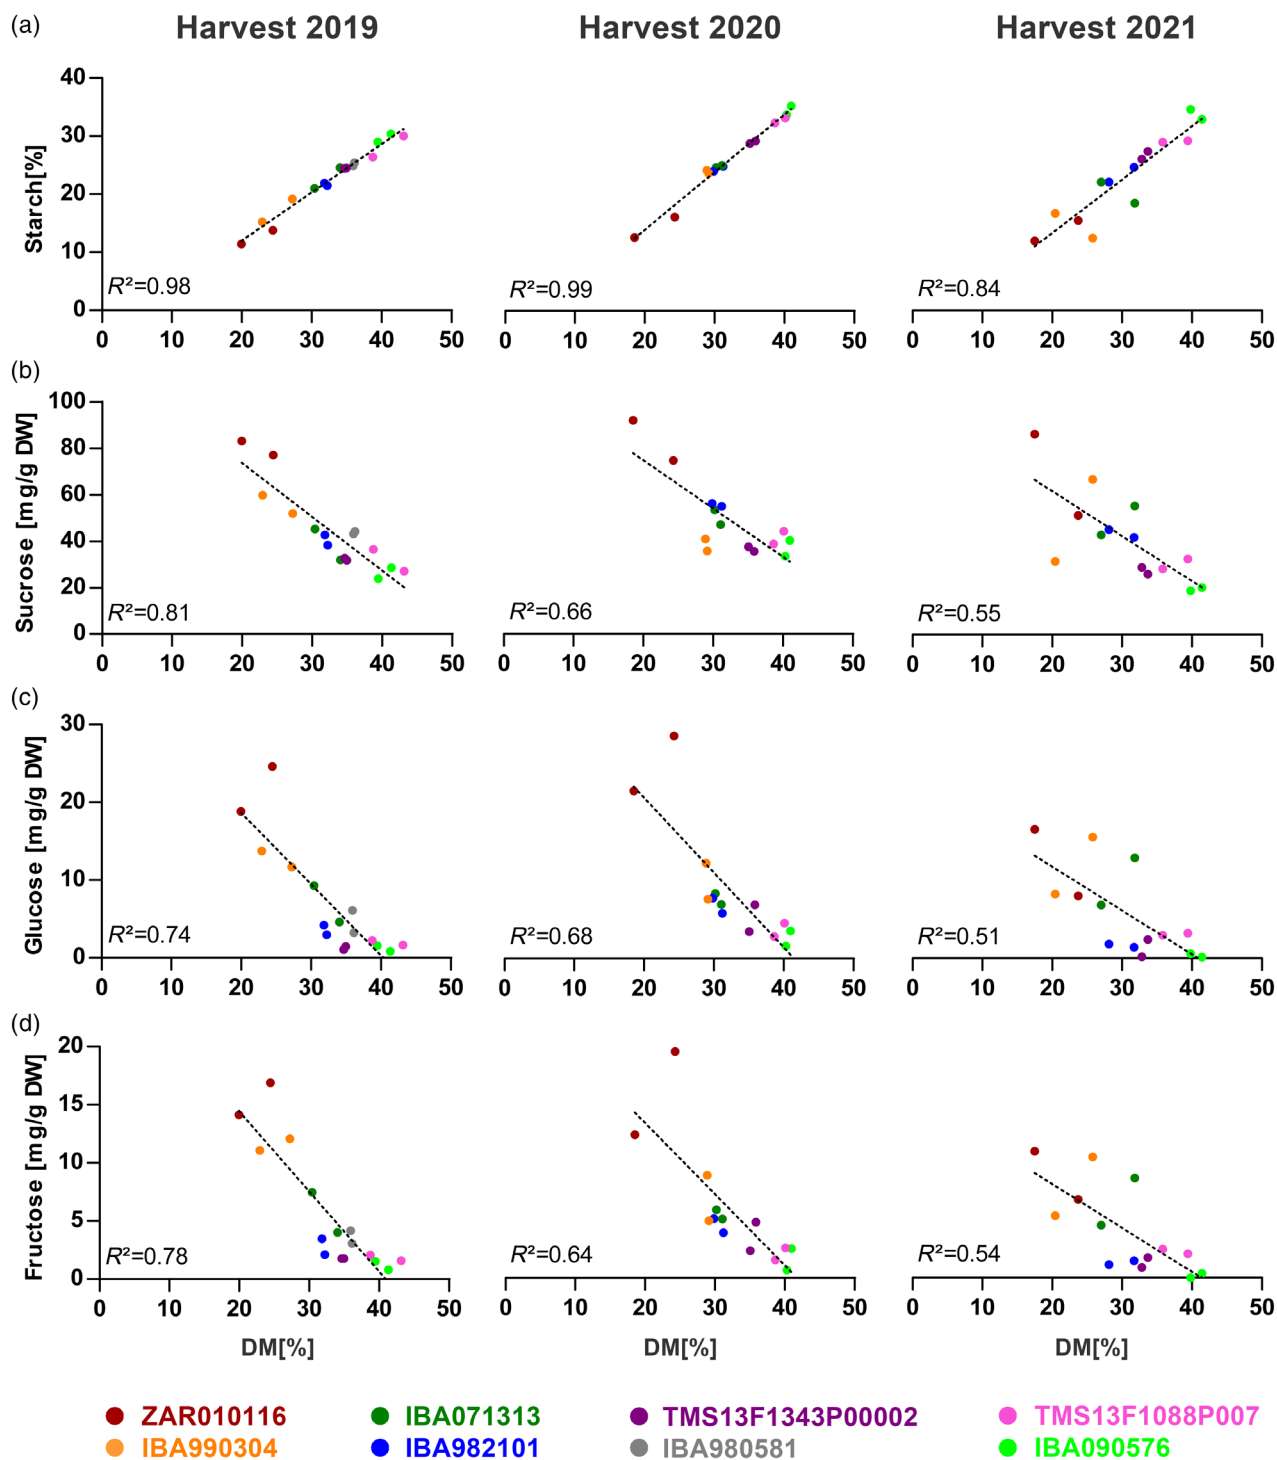 (a) Harvest 2019 Harvest 2020 Harvest 2021
Starch[%]
40
30
20
10
0
R²=0.98 R²=0.99 R²=0.84
0 10 20 30 40 50 0 10 20 30 40 50 0 10 20 30 40 50
(b)
Sucrose [mg/g DW]
100
80
60
40
20
0
R²=0.81 R²=0.66 R²=0.55
0 10 20 30 40 50 0 10 20 30 40 50 0 10 20 30 40 50
(c)
Glucose [mg/g DW]
30
20
10
0
R²=0.74 R²=0.68 R²=0.51
0 10 20 30 40 50 0 10 20 30 40 50 0 10 20 30 40 50
(d)
Fructose [mg/g DW]
20
15
10
5
0
R²=0.78 R²=0.64 R²=0.54
0 10 20 30 40 50 0 10 20 30 40 50 0 10 20 30 40 50
DM[%] DM[%] DM[%]
ZAR010116 IBA071313 TMS13F1343P00002 TMS13F1088P007
IBA990304 IBA982101 IBA980581 IBA090576